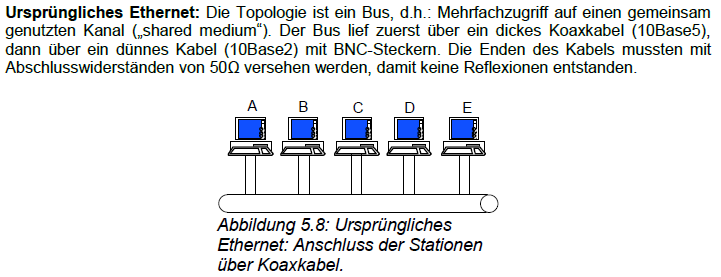 Ursprüngliches Ethernet: Die Topologie ist ein Bus, d.h.: Mehrfachzugriff auf einen gemeinsam
genutzten Kanal („shared medium“). Der Bus lief zuerst über ein dickes Koaxkabel (10Base5),
dann über ein dünnes Kabel (10Base2) mit BNC-Steckern. Die Enden des Kabels mussten mit
Abschlusswiderständen von 50Ω versehen werden, damit keine Reflexionen entstanden.
A B C D E
Abbildung 5.8: Ursprüngliches
Ethernet: Anschluss der Stationen
über Koaxkabel.